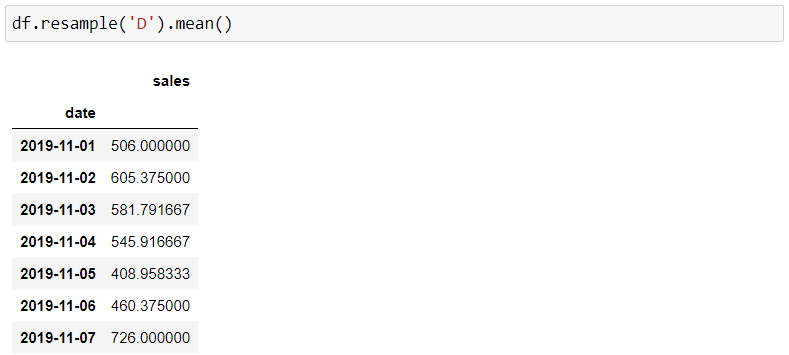 df.resample('D').mean()
sales
date
2019-11-01 506.000000
2019-11-02 605.375000
2019-11-03 581.791667
2019-11-04 545.916667
2019-11-05 408.958333
2019-11-06 460.375000
2019-11-07 726.000000